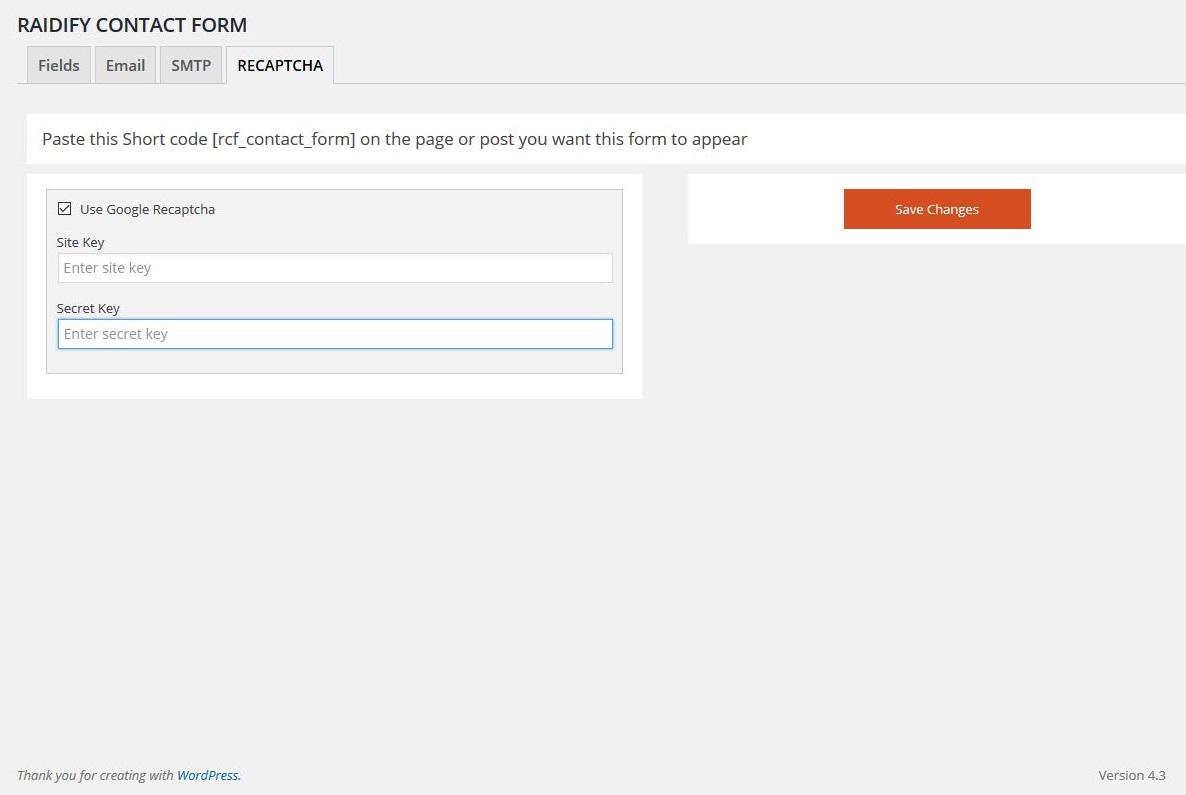 RAIDIFY CONTACT FORM
Fields Email SMTP RECAPTCHA
Paste this Short code [rcf_contact_form] on the page or post you want this form to appear
Use Google Recaptcha
Site Key
Enter site key
Secret Key
Enter secret key
Save Changes
Thank you for creating with WordPress.
Version 4.3